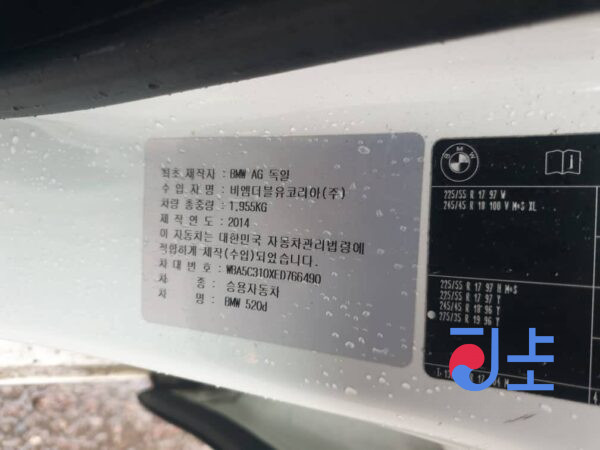 최초 제작자 : BMW AG 독일
수 입 자 명 : 비엠더블유코리아(주)
차량 총중량 : 1,955KG
제 작 연 도 : 2014
이 자동차는 대한민국 자동차관리법령에
적합하게 제작(수입)되었습니다.
차 대 번 호 : WBA5C310XED766490
차 종 : 승용자동차
차 명 : BMW 520d
BMW
225/55 R 17 97 W
245/45 R 18 100 V M+S XL
225/55 R 17 97 H M+S
225/55 R 17 97 Y
245/45 R 18 96 Y
275/35 R 19 96 Y